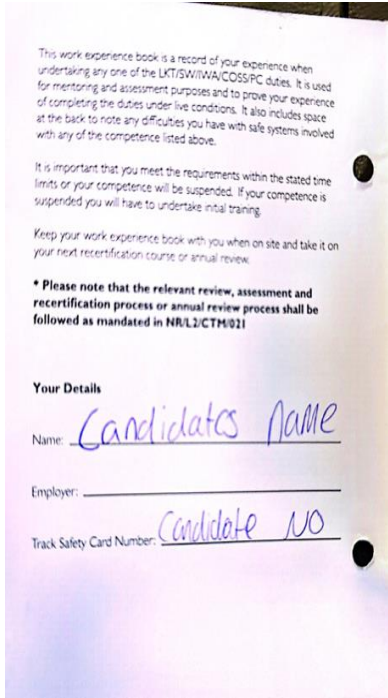 This work experience book is a record of your experience when
undertaking any one of the LKT/SW/IWA/COSS/PC duties. It is used
for mentoring and assessment purposes and to prove your experience
of completing the duties under live conditions. It also includes space
at the back to note any difficulties you have with safe systems involved
with any of the competence listed above.
It is important that you meet the requirements within the stated time
limits or your competence will be suspended. If your competence is
suspended you will have to undertake initial training.
Keep your work experience book with you when on site and take it on
your next recertification course or annual review.
* Please note that the relevant review, assessment and
recertification process or annual review process shall be
followed as mandated in NR/L2/CTM/021
Your Details
Name: Candidates Name
Employer:
Track Safety Card Number: Candidate NO